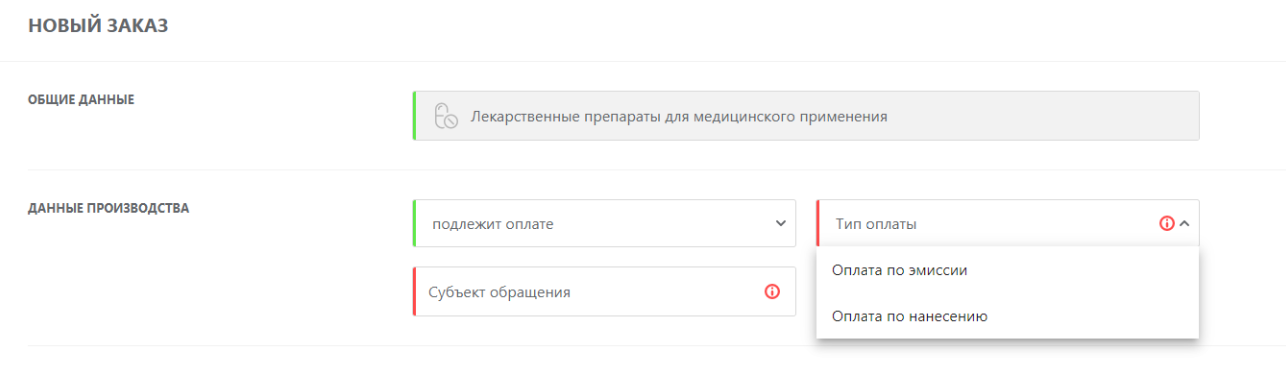 НОВЫЙ ЗАКАЗ
ОБЩИЕ ДАННЫЕ
Лекарственные препараты для медицинского применения
ДАННЫЕ ПРОИЗВОДСТВА
подлежит оплате
Тип оплаты
Оплата по эмиссии
Субъект обращения
Оплата по нанесению